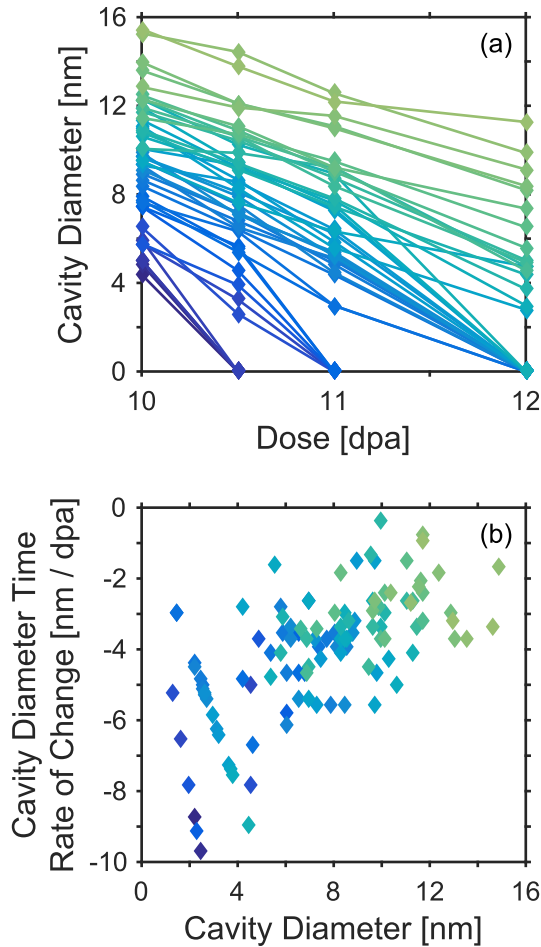 16
(a)
12
8
4
0
Cavity Diameter [nm]
10
11
12
Dose [dpa]
0
(b)
-2
-4
-6
-8
-10
Cavity Diameter Time
Rate of Change [nm / dpa]
0
4
8
12
16
Cavity Diameter [nm]